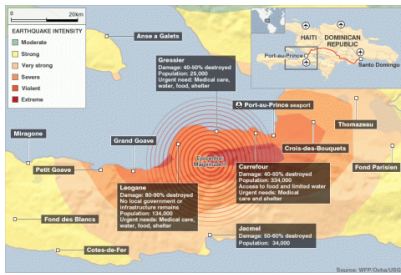 0 20km
EARTHQUAKE INTENSITY
Moderate
Strong
Very strong
Severe
Violent
Extreme
Anse a Galets
HAITI
DOMINICAN
REPUBLIC
Port-au-Prince
Santo Domingo
Gressier
Damage: 40-50% destroyed
Population: 25,000
Urgent need: Medical care,
water, food, shelter
Port-au-Prince seaport
Thomazeau
Miragone
Grand Goave
Crois-des-Bouquets
Petit Goave
Fond Parisien
Carrefour
Damage: 40-50% destroyed
Population: 334,000
Access to food and limited water
Urgent needs: Medical
care and shelter
Leogane
Damage: 80-90% destroyed
No local government or
infrastructure remains
Population: 134,000
Urgent need: Medical care,
water, food, shelter
Fond des Blancs
Jacmel
Damage: 50-60% destroyed
Population: 34,000
Cotes-de-Fer
Source: WFP/Ocha/USG